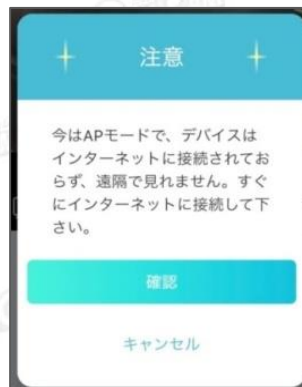 注意
今はAPモードで、デバイスは
インターネットに接続されてお
らず、遠隔で見れません。すぐ
にインターネットに接続して下
さい。
確認
キャンセル